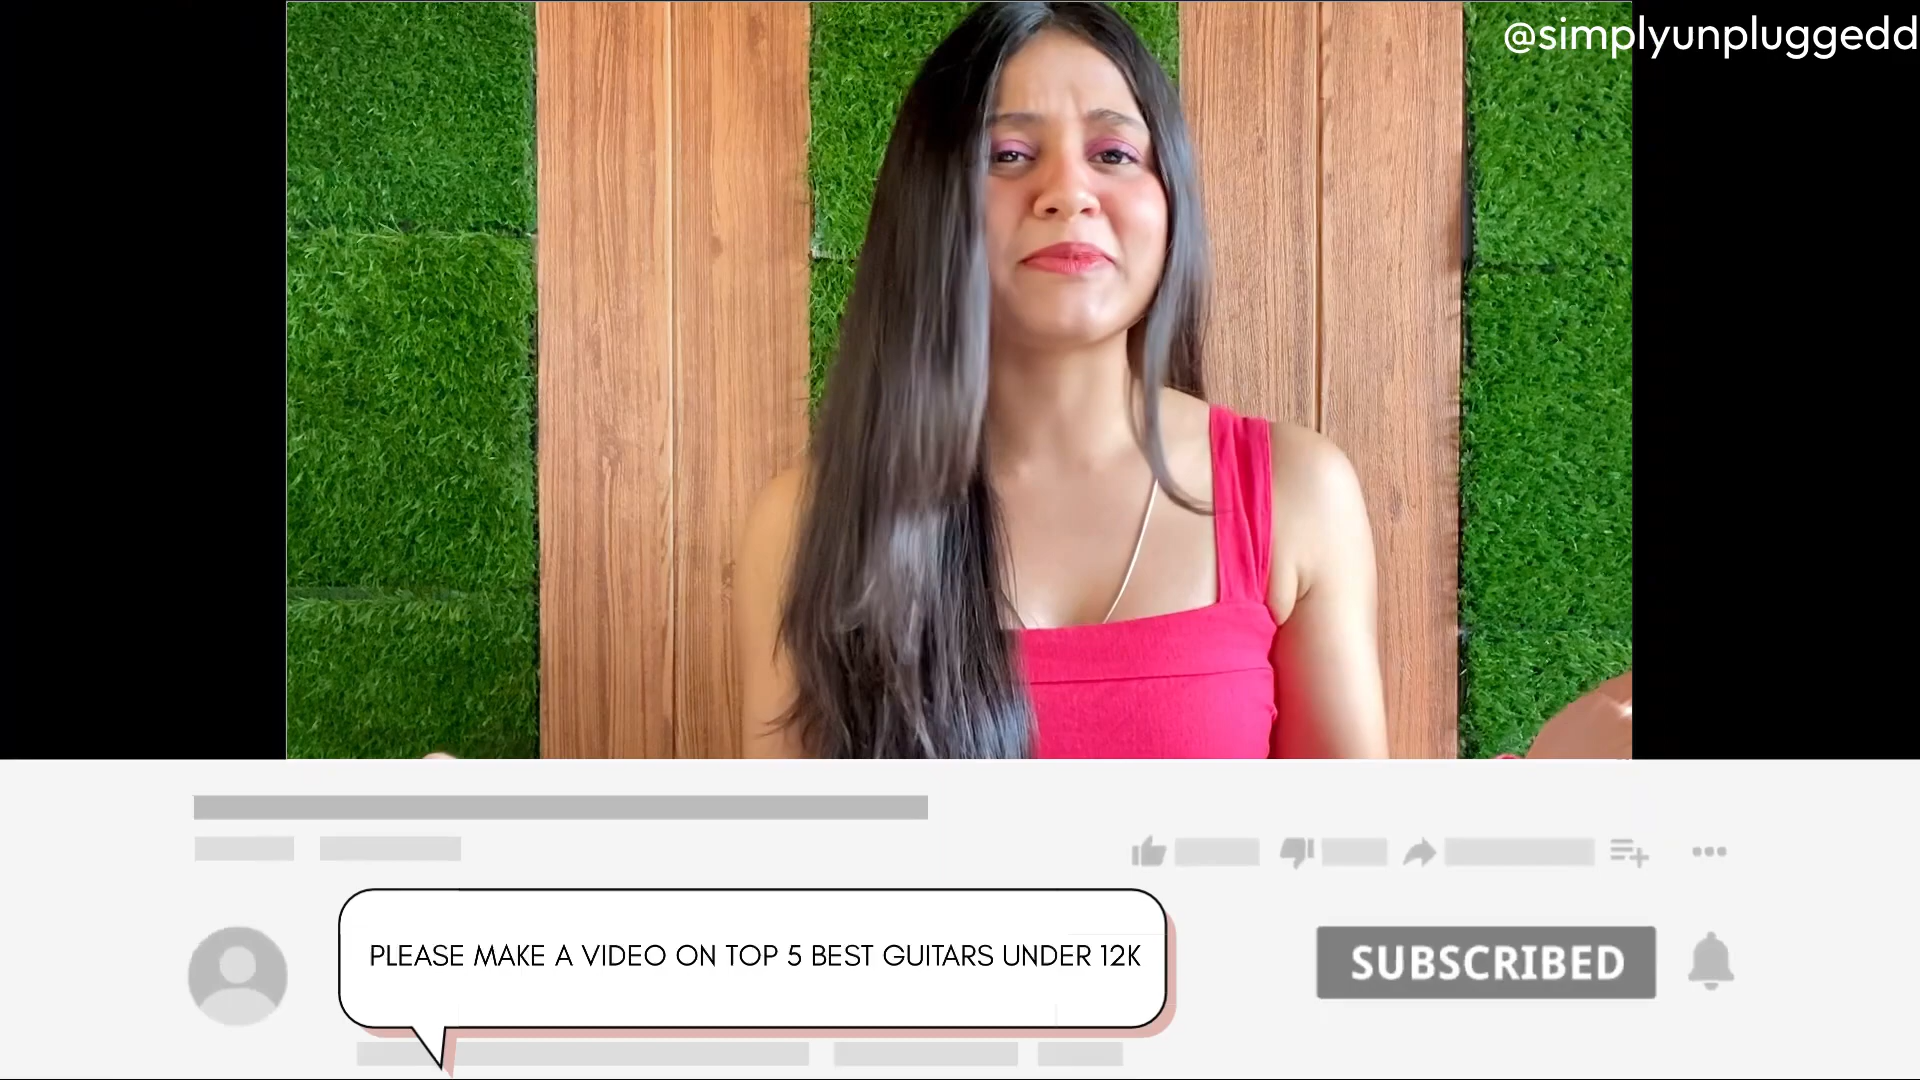 @simplyunpluggedd
PLEASE MAKE A VIDEO ON TOP 5 BEST GUITARS UNDER 12K
SUBSCRIBED